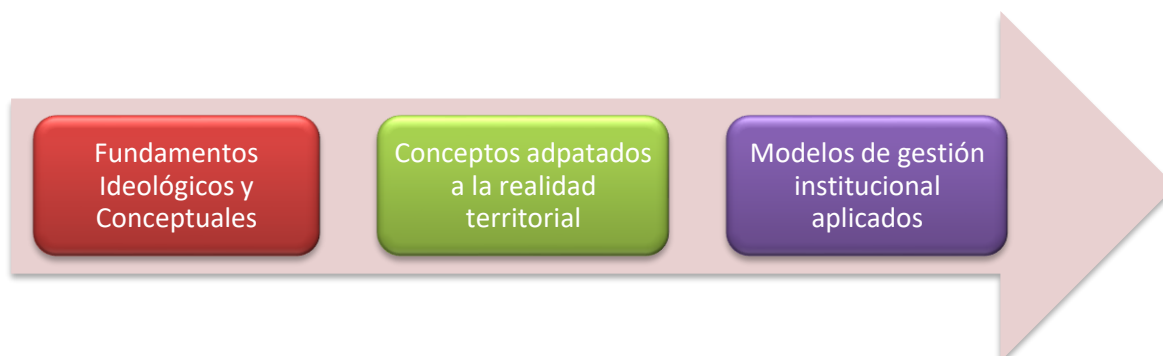 Fundamentos
Ideológicos y
Conceptuales
Conceptos adpatados
a la realidad
territorial
Modelos de gestión
institucional
aplicados